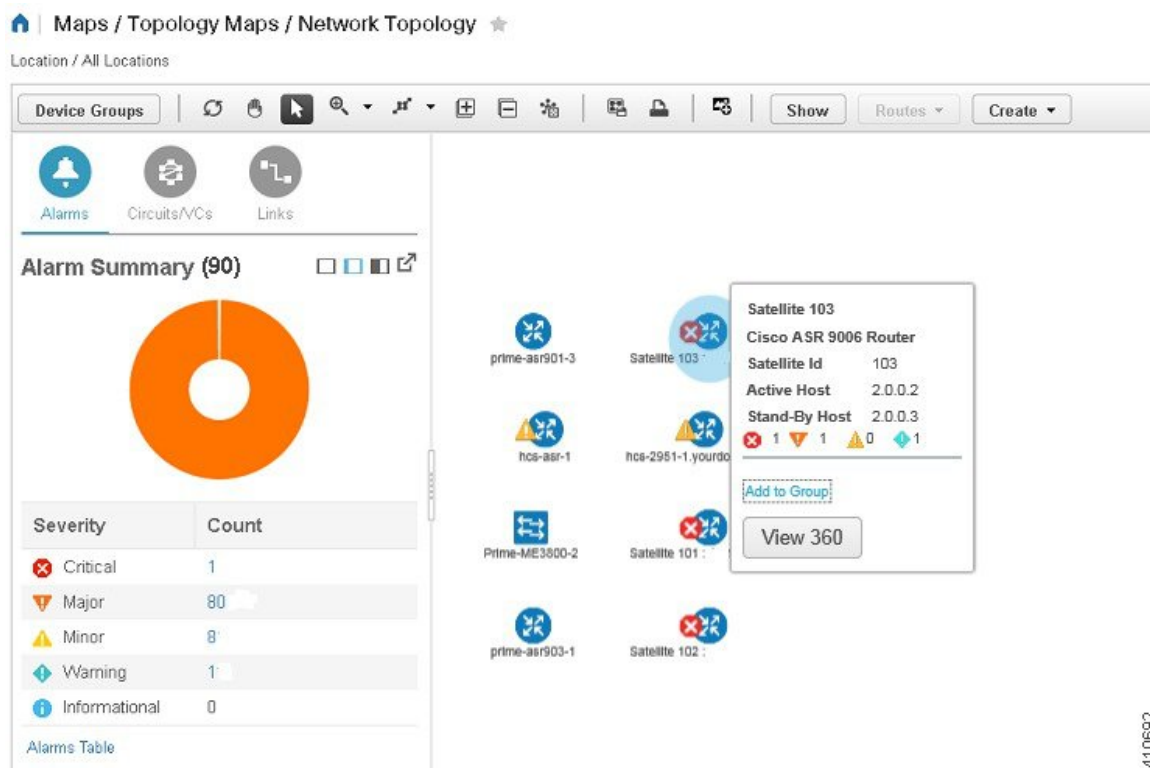 Maps / Topology Maps / Network Topology
Location / All Locations
Device Groups
Show
Routes
Create
Alarms
Circuits/VCs
Links
Alarm Summary (90)
Severity Count
Critical 1
Major 80
Minor 8
Warning 1
Informational 0
Alarms Table
prime-asr901-3
Satellite 103
hcs-asr-1
hcs-2951-1.yourdo
Prime-ME3800-2
Satellite 101 :
prime-asr903-1
Satellite 102 :
Satellite 103
Cisco ASR 9006 Router
Satellite Id 103
Active Host 2.0.0.2
Stand-By Host 2.0.0.3
1 1 0 1
Add to Group
View 360
410692